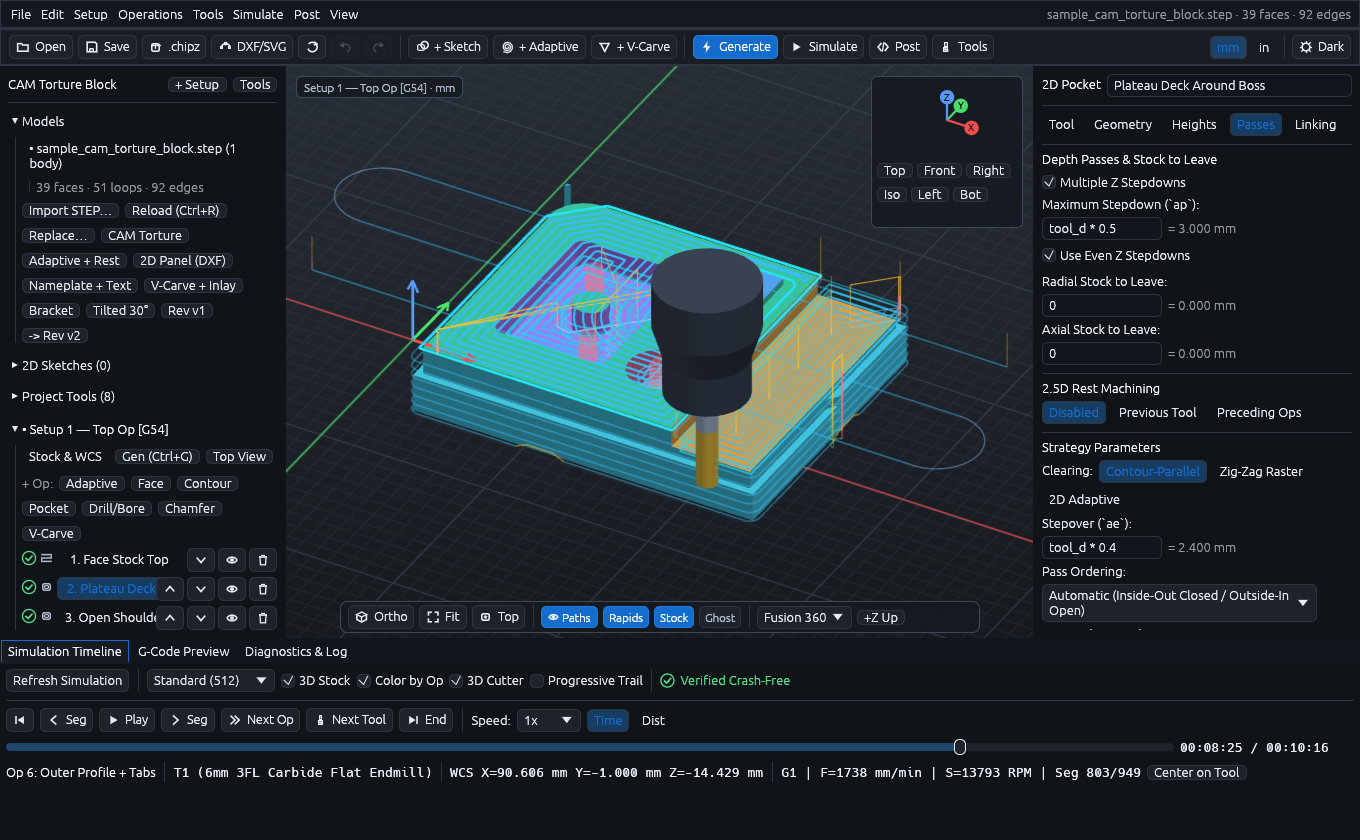 File Edit Setup Operations Tools Simulate Post View
sample_cam_torture_block.step · 39 faces · 92 edges
Open Save .chipz DXF/SVG + Sketch + Adaptive + V-Carve Generate Simulate Post Tools mm in Dark
CAM Torture Block + Setup Tools
Models
• sample_cam_torture_block.step (1
body)
39 faces · 51 loops · 92 edges
Import STEP… Reload (Ctrl+R)
Replace… CAM Torture
Adaptive + Rest 2D Panel (DXF)
Nameplate + Text V-Carve + Inlay
Bracket Tilted 30° Rev v1
-> Rev v2
2D Sketches (0)
Project Tools (8)
• Setup 1 — Top Op [G54]
Stock & WCS Gen (Ctrl+G) Top View
+ Op: Adaptive Face Contour
Pocket Drill/Bore Chamfer
V-Carve
1. Face Stock Top
2. Plateau Deck
3. Open Shoulde
Setup 1 — Top Op [G54] · mm
Z
Y
X
Top Front Right
Iso Left Bot
Ortho Fit Top Paths Rapids Stock Ghost Fusion 360 +Z Up
2D Pocket Plateau Deck Around Boss
Tool Geometry Heights Passes Linking
Depth Passes & Stock to Leave
Multiple Z Stepdowns
Maximum Stepdown (`ap`):
tool_d * 0.5 = 3.000 mm
Use Even Z Stepdowns
Radial Stock to Leave:
0 = 0.000 mm
Axial Stock to Leave:
0 = 0.000 mm
2.5D Rest Machining
Disabled Previous Tool Preceding Ops
Strategy Parameters
Clearing: Contour-Parallel Zig-Zag Raster
2D Adaptive
Stepover (`ae`):
tool_d * 0.4 = 2.400 mm
Pass Ordering:
Automatic (Inside-Out Closed / Outside-In
Open)
Simulation Timeline G-Code Preview Diagnostics & Log
Refresh Simulation Standard (512) 3D Stock Color by Op 3D Cutter Progressive Trail Verified Crash-Free
Seg Play Seg Next Op Next Tool End Speed: 1x Time Dist
00:08:25 / 00:10:16
Op 6: Outer Profile + Tabs T1 (6mm 3FL Carbide Flat Endmill) WCS X=90.606 mm Y=-1.000 mm Z=-14.429 mm G1 | F=1738 mm/min | S=13793 RPM | Seg 803/949 Center on Tool